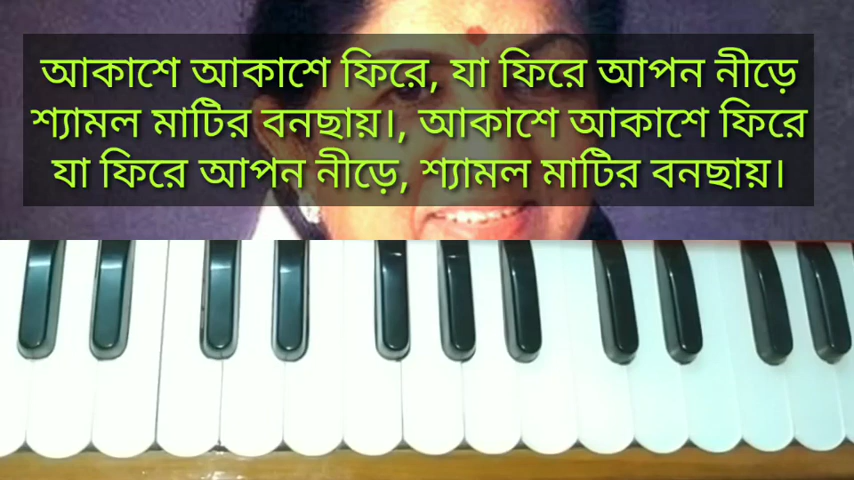 আকাশে আকাশে ফিরে, যা ফিরে আপন নীড়ে
শ্যামল মাটির বনছায়।, আকাশে আকাশে ফিরে
যা ফিরে আপন নীড়ে, শ্যামল মাটির বনছায়।